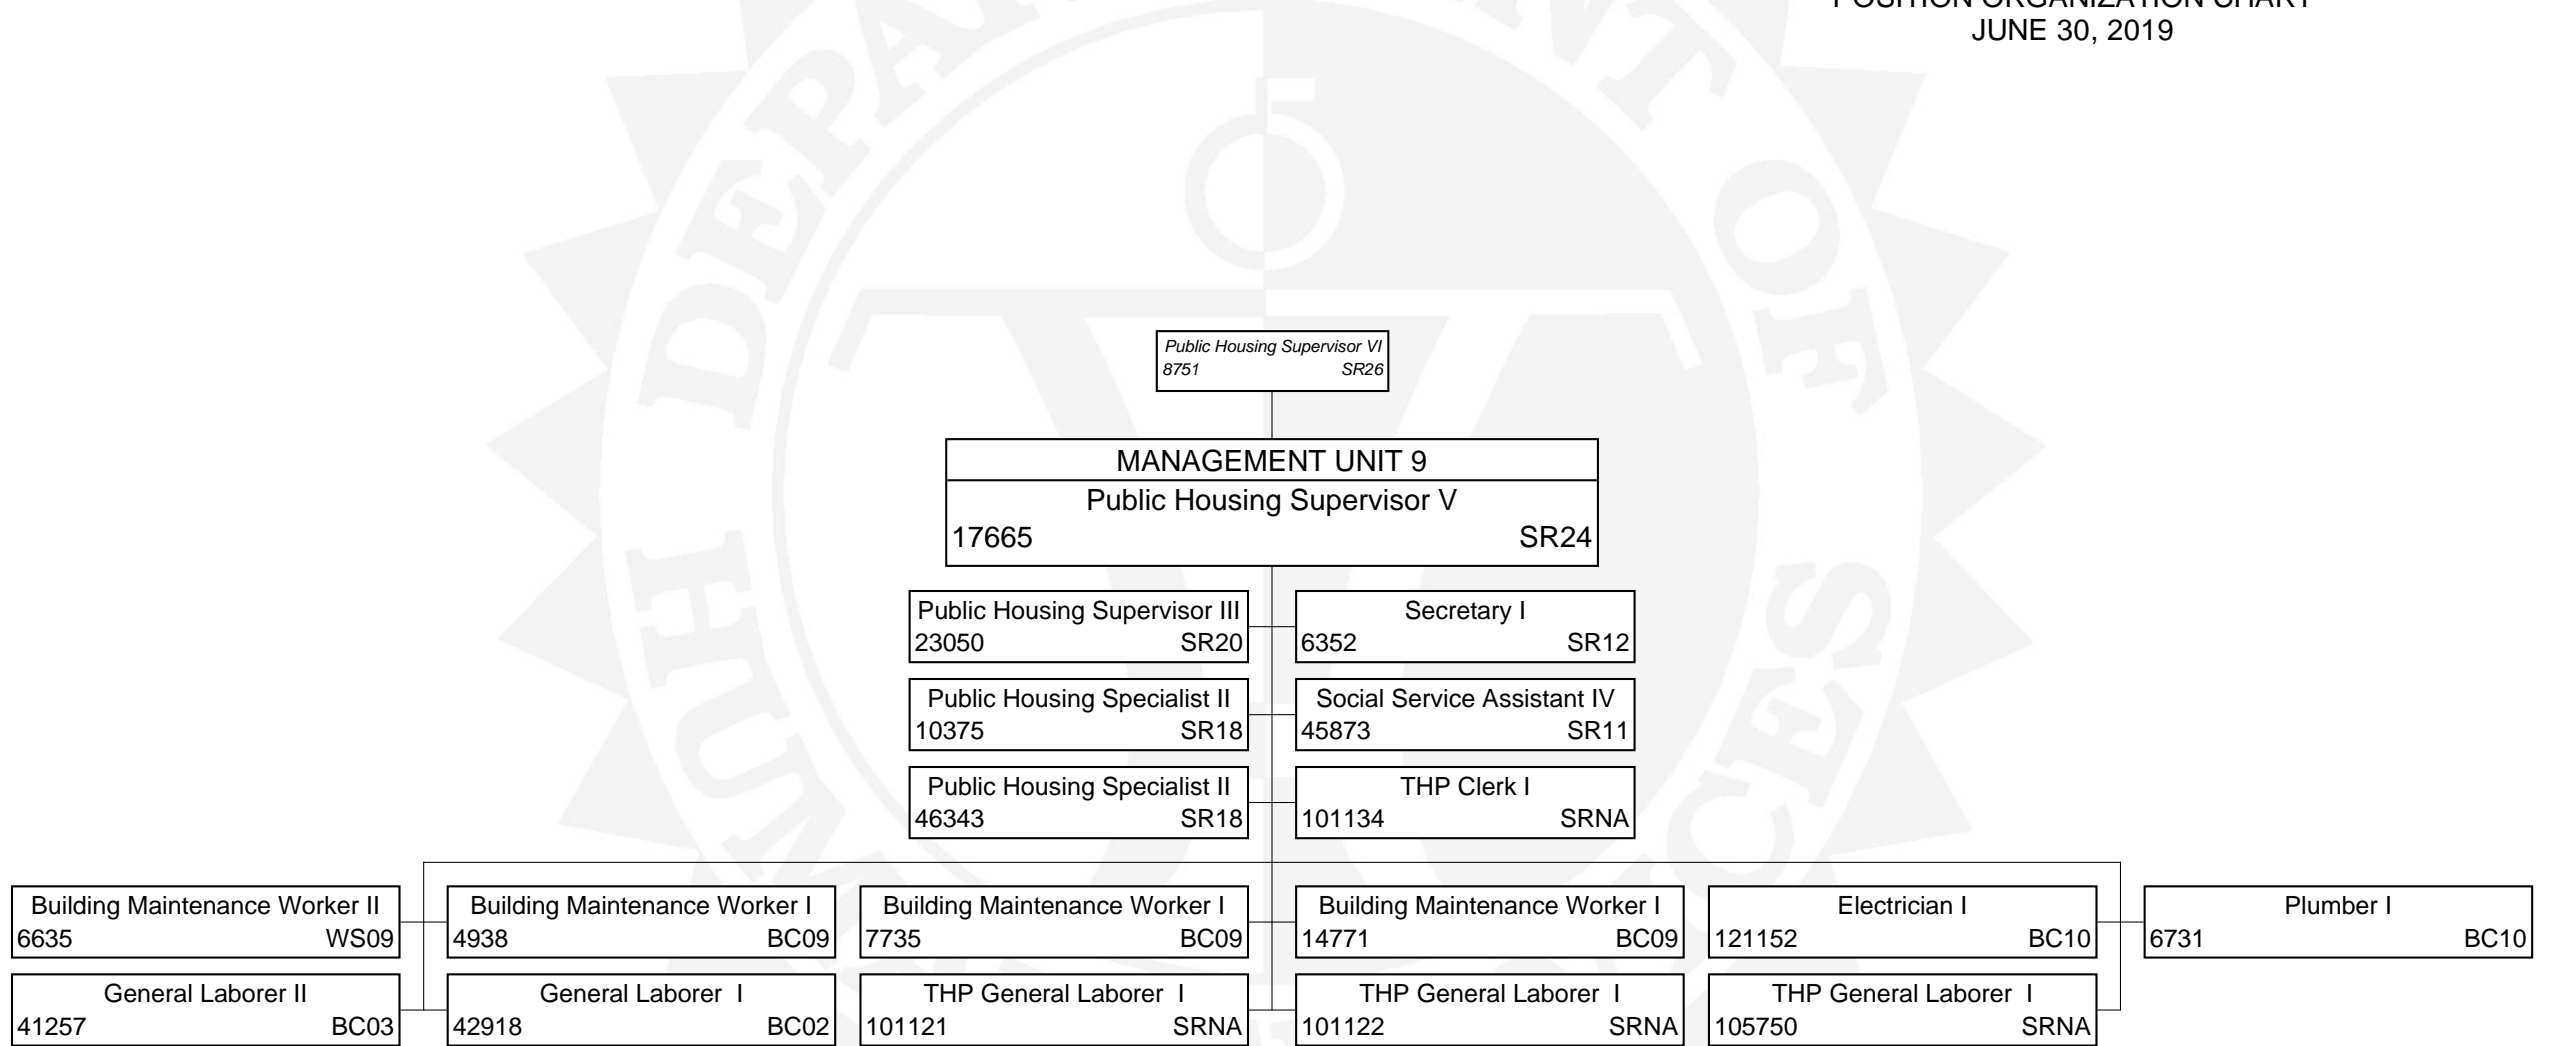 POSITION ORGANIZATION CHART
JUNE 30, 2019
DEPARTMENT OF
HUM
CES
Public Housing Supervisor VI
8751 SR26
MANAGEMENT UNIT 9
Public Housing Supervisor V
17665 SR24
Public Housing Supervisor III
23050 SR20
Secretary I
6352 SR12
Public Housing Specialist II
10375 SR18
Social Service Assistant IV
45873 SR11
Public Housing Specialist II
46343 SR18
THP Clerk I
101134 SRNA
Building Maintenance Worker II
6635 WS09
Building Maintenance Worker I
4938 BC09
Building Maintenance Worker I
7735 BC09
Building Maintenance Worker I
14771 BC09
Electrician I
121152 BC10
Plumber I
6731 BC10
General Laborer II
41257 BC03
General Laborer I
42918 BC02
THP General Laborer I
101121 SRNA
THP General Laborer I
101122 SRNA
THP General Laborer I
105750 SRNA